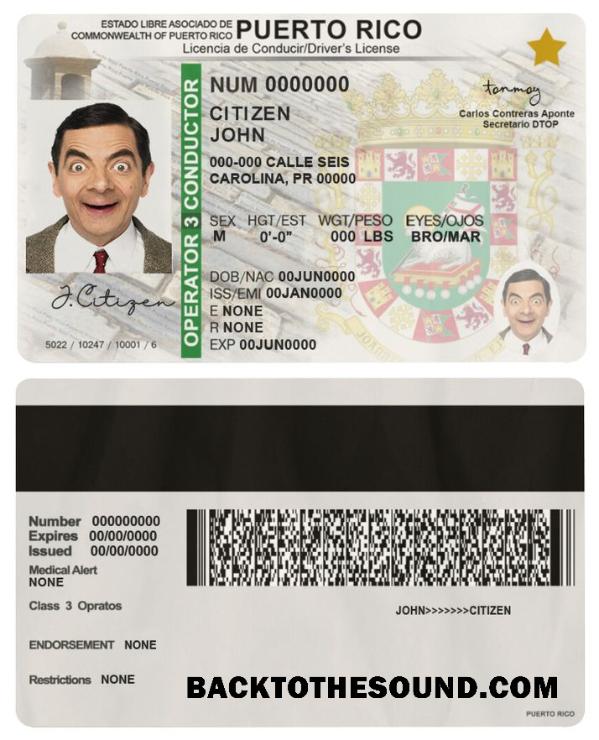 ESTADO LIBRE ASOCIADO DE
COMMONWEALTH OF PUERTO RICO
PUERTO RICO
Licencia de Conducir/Driver's License
OPERATOR 3 CONDUCTOR
NUM 0000000
CITIZEN
JOHN
000-000 CALLE SEIS
CAROLINA, PR 00000
SEX HGT/EST WGT/PESO EYES/OJOS
M 0'-0" 000 LBS BRO/MAR
DOB/NAC 00JUN0000
ISS/EMI 00JAN0000
E NONE
R NONE
EXP 00JUN0000
tanmay
Carlos Contreras Aponte
Secretario DTOP
J.Citizen
5022 / 10247 / 10001 / 6
Number 000000000
Expires 00/00/0000
Issued 00/00/0000
Medical Alert
NONE
Class 3 Opratos
ENDORSEMENT NONE
Restrictions NONE
JOHN>>>>>>>CITIZEN
BACKTOTHESOUND.COM
PUERTO RICO